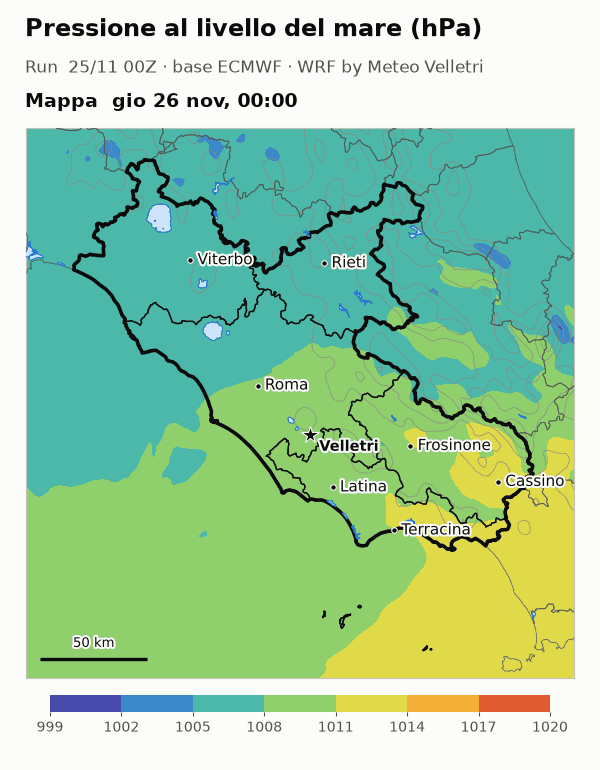 Pressione al livello del mare (hPa)
Run  25/11 00Z · base ECMWF · WRF by Meteo Velletri
Mappa  gio 26 nov, 00:00
Viterbo
Rieti
Roma
Velletri
Frosinone
Cassino
Latina
Terracina
50 km
999 1002 1005 1008 1011 1014 1017 1020